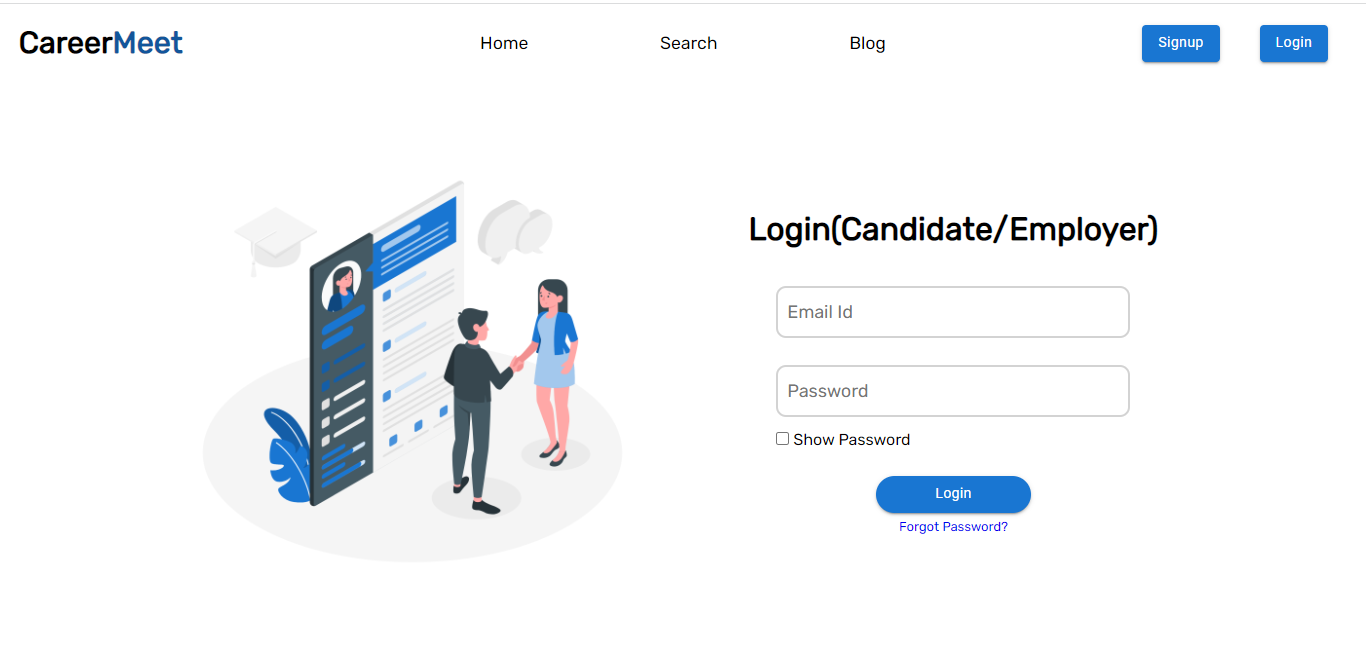 CareerMeet
Home
Search
Blog
Signup
Login
Login(Candidate/Employer)
Email Id
Password
Show Password
Login
Forgot Password?